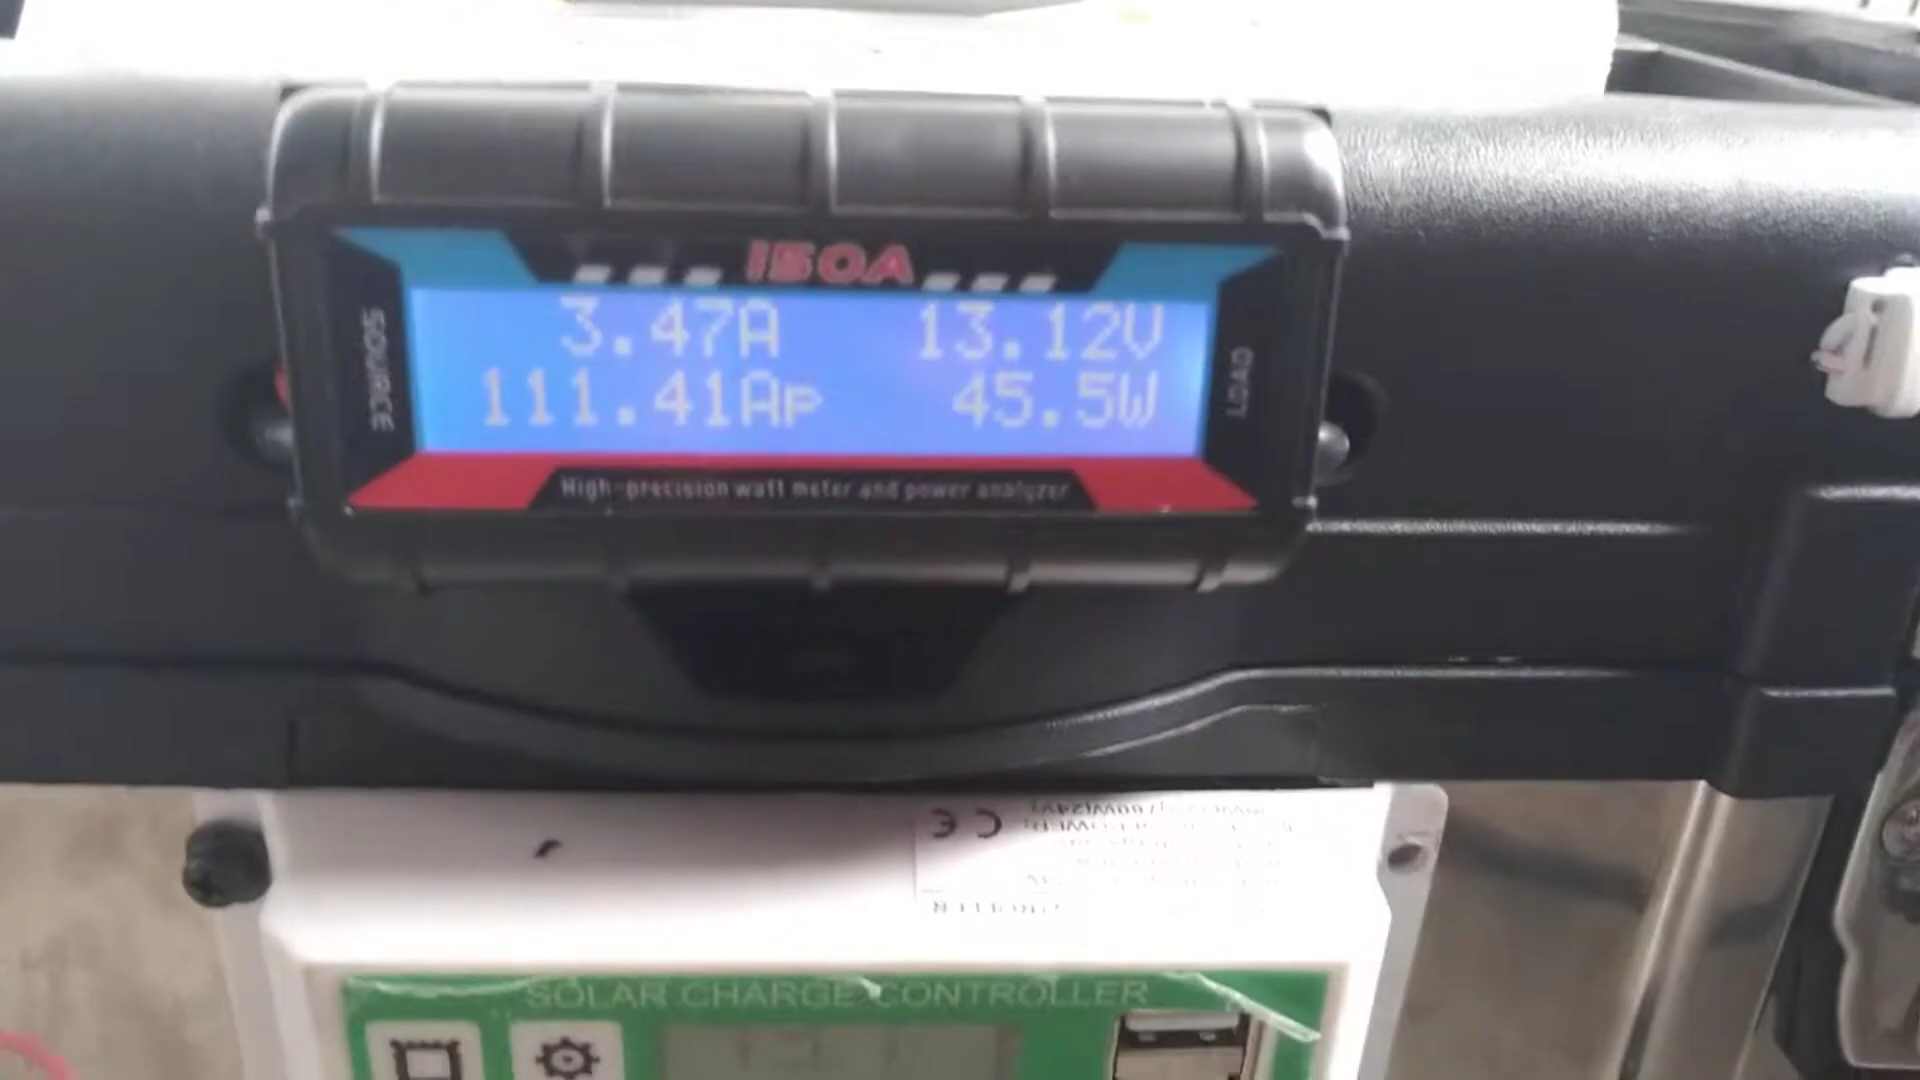 150A
SOURCE
3.47A 13.12V
111.41Ap 45.5W
LOAD
High-precision watt meter and power analyzer
CE
SOLAR CHARGE CONTROLLER